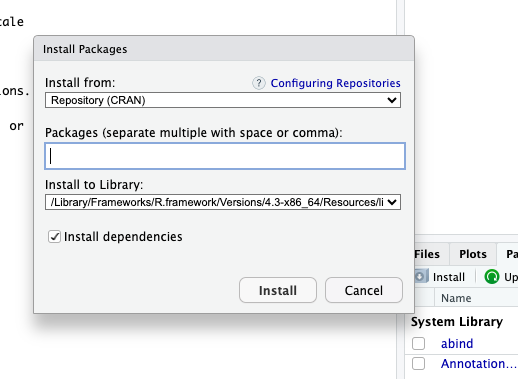 cale
Install Packages
Install from:
? Configuring Repositories
Repository (CRAN)
ons.
or
Packages (separate multiple with space or comma):
Install to Library:
/Library/Frameworks/R.framework/Versions/4.3-x86_64/Resources/li
Install dependencies
Install
Cancel
Files
Plots
Pa
Install
Up
Name
System Library
abind
Annotation...